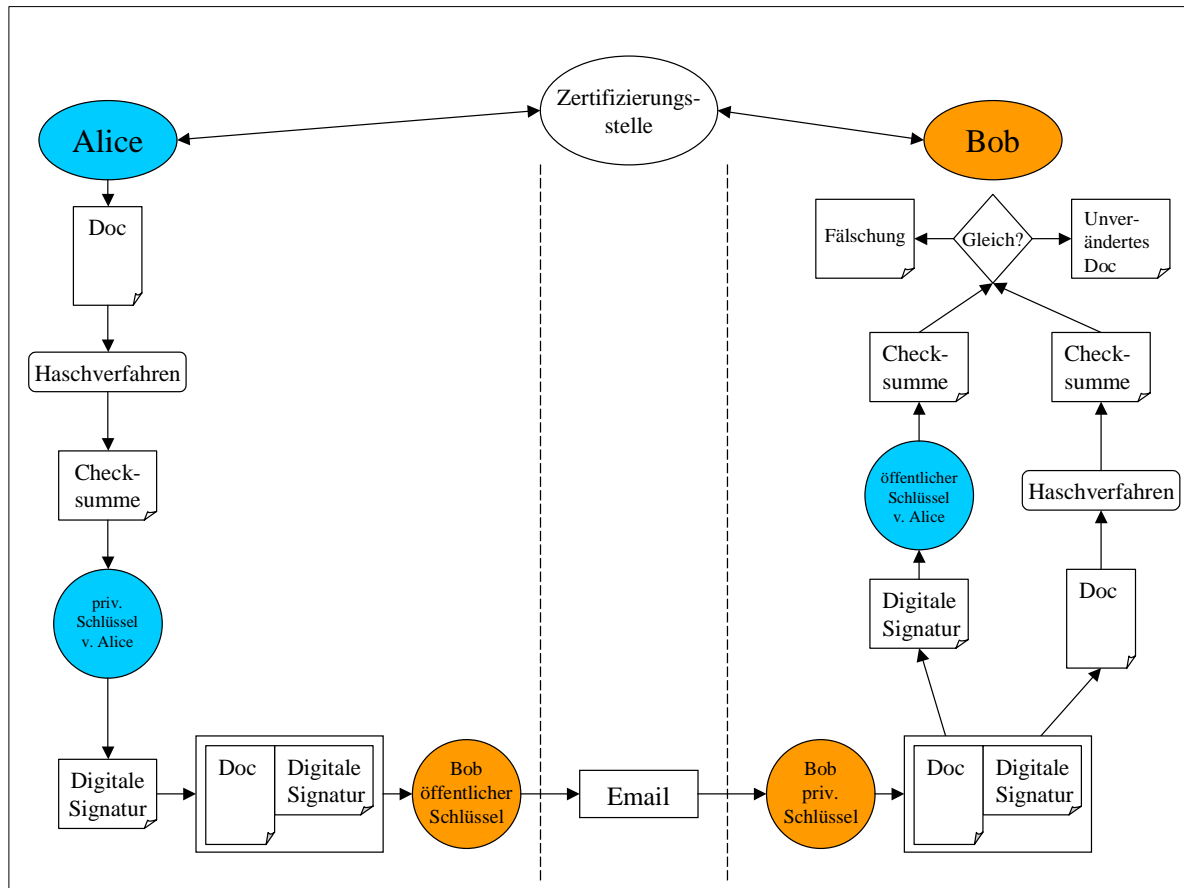 Zertifizierungs-
stelle
Alice
Bob
Doc
Haschverfahren
Check-
summe
priv.
Schlüssel
v. Alice
Digitale
Signatur
Doc
Digitale
Signatur
Bob
öffentlicher
Schlüssel
Email
Bob
priv.
Schlüssel
Doc
Digitale
Signatur
Digitale
Signatur
öffentlicher
Schlüssel
v. Alice
Check-
summe
Doc
Haschverfahren
Check-
summe
Gleich?
Fälschung
Unver-
ändertes
Doc